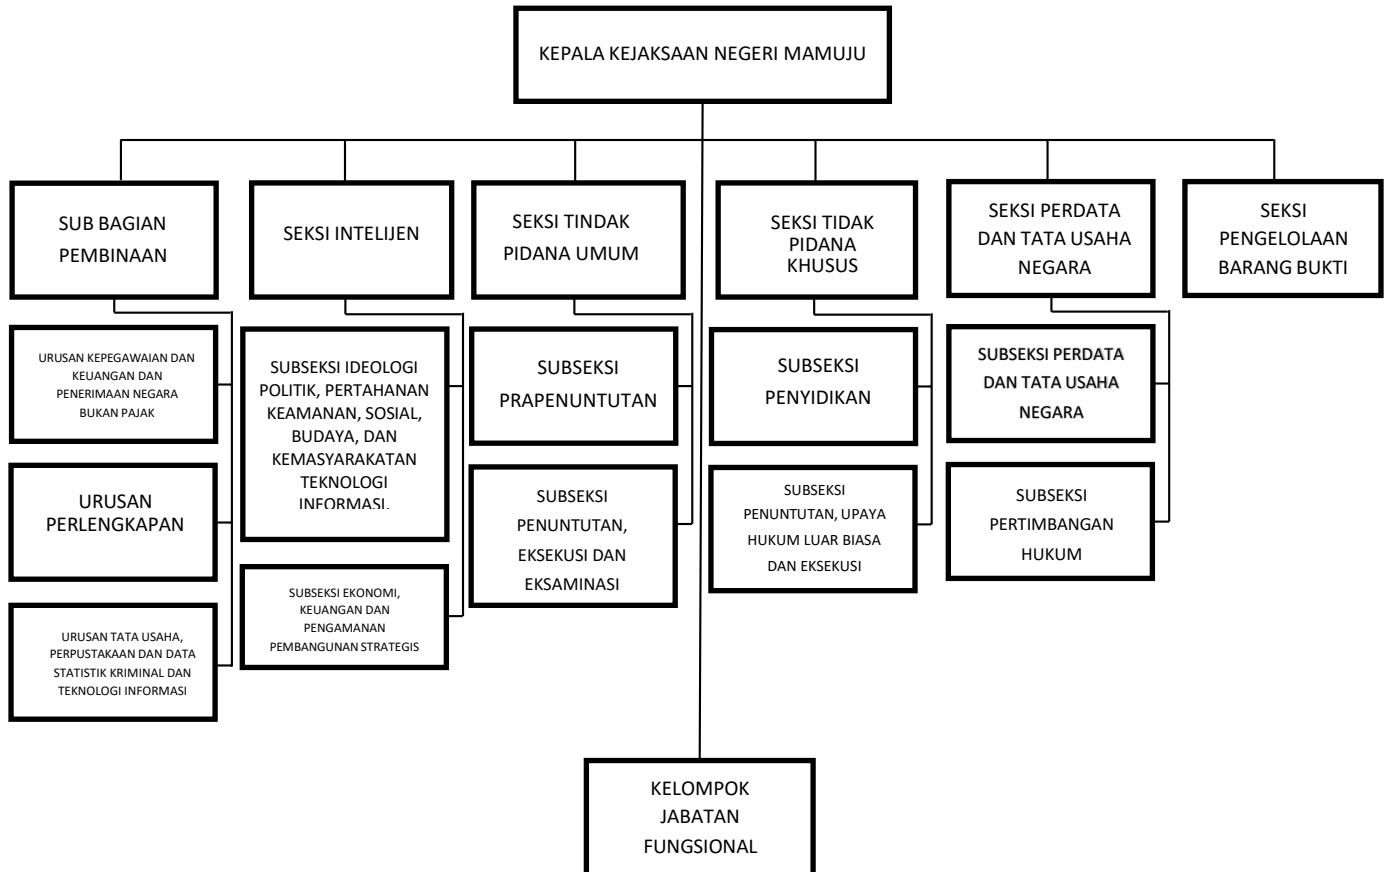 KEPALA KEJAKSAAN NEGERI MAMUJU
SUB BAGIAN
PEMBINAAN
SEKSI INTELIJEN
SEKSI TINDAK
PIDANA UMUM
SEKSI TIDAK
PIDANA
KHUSUS
SEKSI PERDATA
DAN TATA USAHA
NEGARA
SEKSI
PENGELOLAAN
BARANG BUKTI
URUSAN KEPEGAWAIAN DAN
KEUANGAN DAN
PENERIMAAN NEGARA
BUKAN PAJAK
URUSAN
PERLENGKAPAN
URUSAN TATA USAHA,
PERPUSTAKAAN DAN DATA
STATISTIK KRIMINAL DAN
TEKNOLOGI INFORMASI
SUBSEKSI IDEOLOGI
POLITIK, PERTAHANAN
KEAMANAN, SOSIAL,
BUDAYA, DAN
KEMASYARAKATAN
TEKNOLOGI
INFORMASI.
SUBSEKSI EKONOMI,
KEUANGAN DAN
PENGAMANAN
PEMBANGUNAN STRATEGIS
SUBSEKSI
PRAPENUNTUTAN
SUBSEKSI
PENUNTUTAN,
EKSEKUSI DAN
EKSAMINASI
SUBSEKSI
PENYIDIKAN
SUBSEKSI
PENUNTUTAN, UPAYA
HUKUM LUAR BIASA
DAN EKSEKUSI
SUBSEKSI PERDATA
DAN TATA USAHA
NEGARA
SUBSEKSI
PERTIMBANGAN
HUKUM
KELOMPOK
JABATAN
FUNGSIONAL